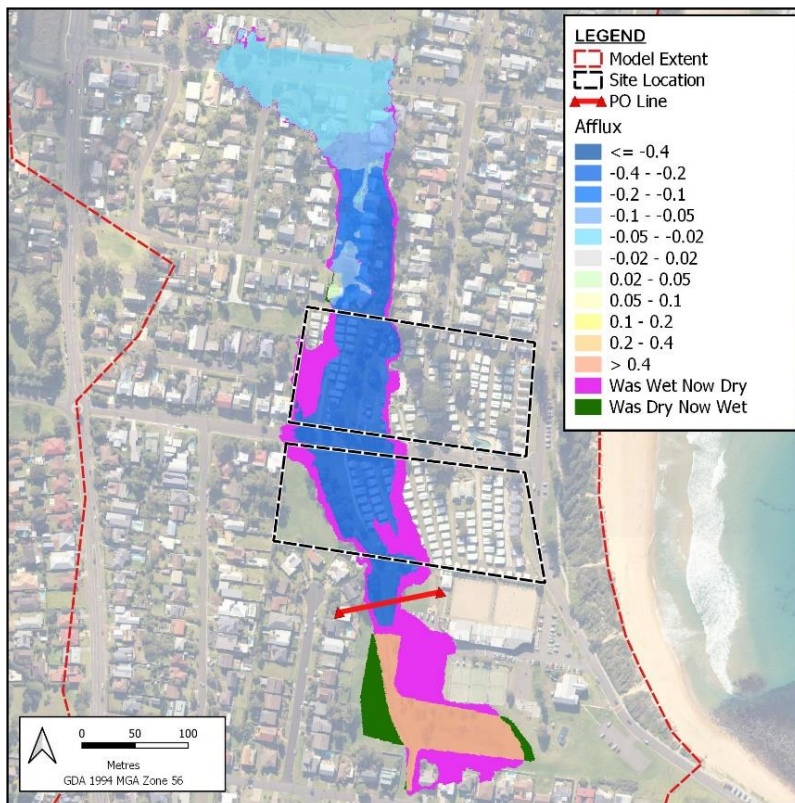 LEGEND
Model Extent
Site Location
PO Line
Afflux
<= -0.4
-0.4 - -0.2
-0.2 - -0.1
-0.1 - -0.05
-0.05 - -0.02
-0.02 - 0.02
0.02 - 0.05
0.05 - 0.1
0.1 - 0.2
0.2 - 0.4
> 0.4
Was Wet Now Dry
Was Dry Now Wet
0 50 100
Metres
GDA 1994 MGA Zone 56